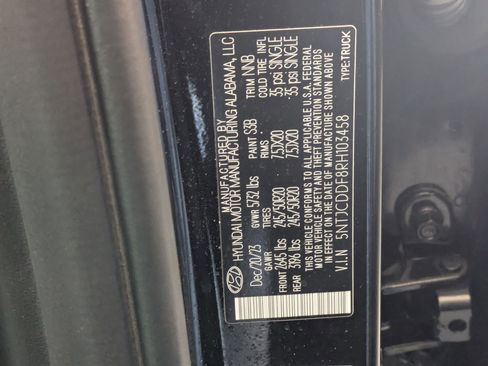 MANUFACTURED BY
HYUNDAI MOTOR MANUFACTURING ALABAMA, LLC
Dec/20/23 GVWR 5732 lbs PAINT S3B TRIM NNB
GAWR TIRES RIMS COLD TIRE INFL
FRONT 2645 lbs 245/50R20 7.5JX20 35 psi SINGLE
REAR 3196 lbs 245/50R20 7.5JX20 35 psi SINGLE
THIS VEHICLE CONFORMS TO ALL APPLICABLE U.S.A. FEDERAL
MOTOR VEHICLE SAFETY AND THEFT PREVENTION STANDARDS
IN EFFECT ON THE DATE OF MANUFACTURE SHOWN ABOVE
V.I.N 5NTJCDDF8RH103458 TYPE:TRUCK